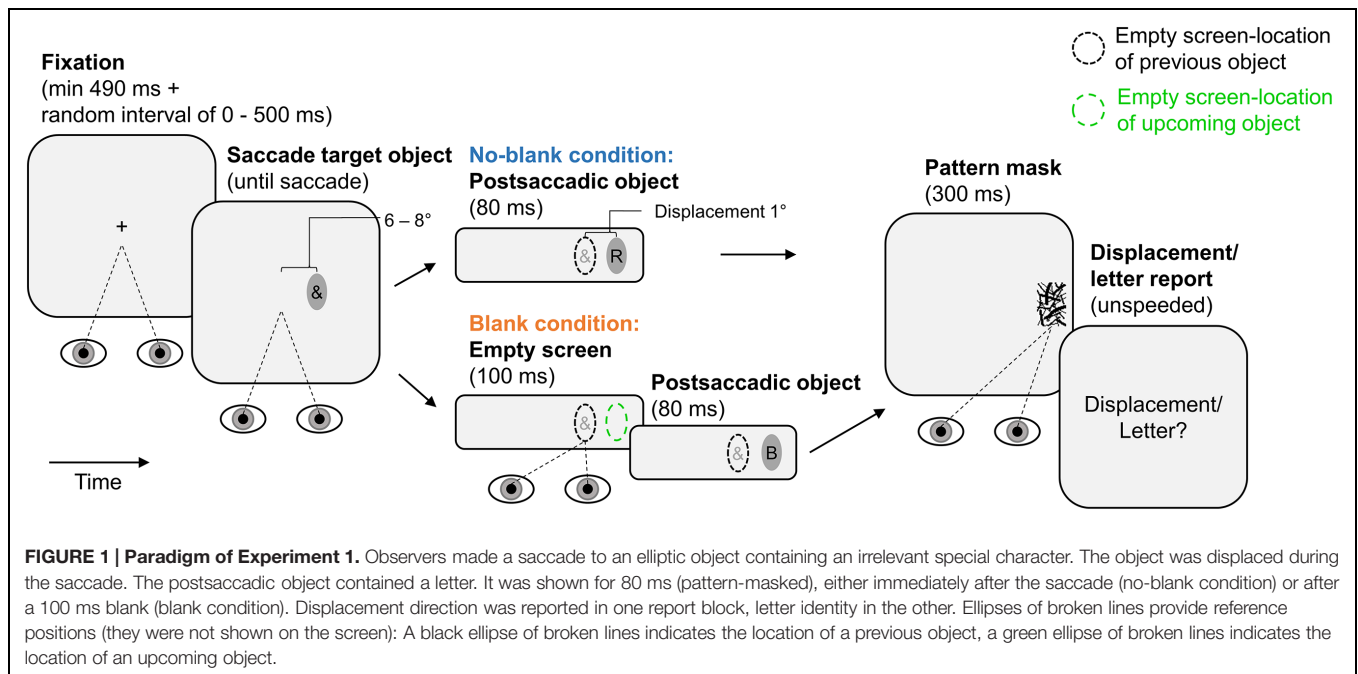 Fixation
(min 490 ms +
random interval of 0 - 500 ms)
+
Saccade target object
(until saccade)
6 – 8°
&
No-blank condition:
Postsaccadic object
(80 ms)
Displacement 1°
& R
Blank condition:
Empty screen
(100 ms)
&
Postsaccadic object
(80 ms)
& B
Empty screen-location
of previous object
Empty screen-location
of upcoming object
Pattern mask
(300 ms)
Displacement/
letter report
(unspeeded)
Displacement/
Letter?
Time
FIGURE 1 | Paradigm of Experiment 1. Observers made a saccade to an elliptic object containing an irrelevant special character. The object was displaced during
the saccade. The postsaccadic object contained a letter. It was shown for 80 ms (pattern-masked), either immediately after the saccade (no-blank condition) or after
a 100 ms blank (blank condition). Displacement direction was reported in one report block, letter identity in the other. Ellipses of broken lines provide reference
positions (they were not shown on the screen): A black ellipse of broken lines indicates the location of a previous object, a green ellipse of broken lines indicates the
location of an upcoming object.